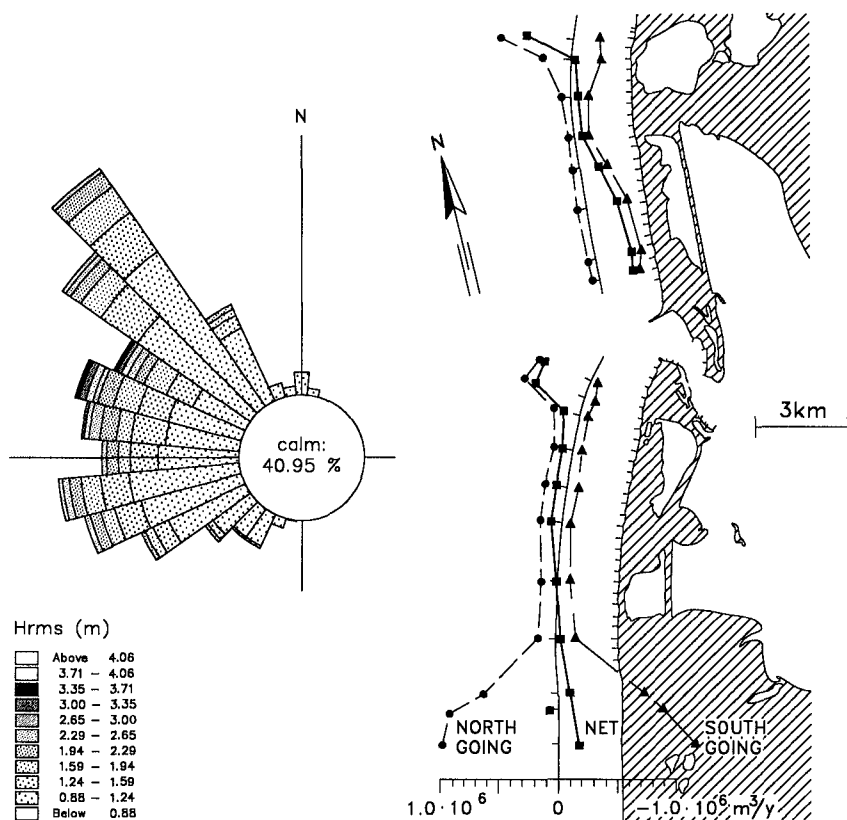 N
calm:
40.95 %
Hrms (m)
Above 4.06
3.71 - 4.06
3.35 - 3.71
3.00 - 3.35
2.65 - 3.00
2.29 - 2.65
1.94 - 2.29
1.59 - 1.94
1.24 - 1.59
0.88 - 1.24
Below 0.88
N
3km
NORTH GOING
NET
SOUTH GOING
1.0·10⁶ 0 -1.0·10⁶ m³/y